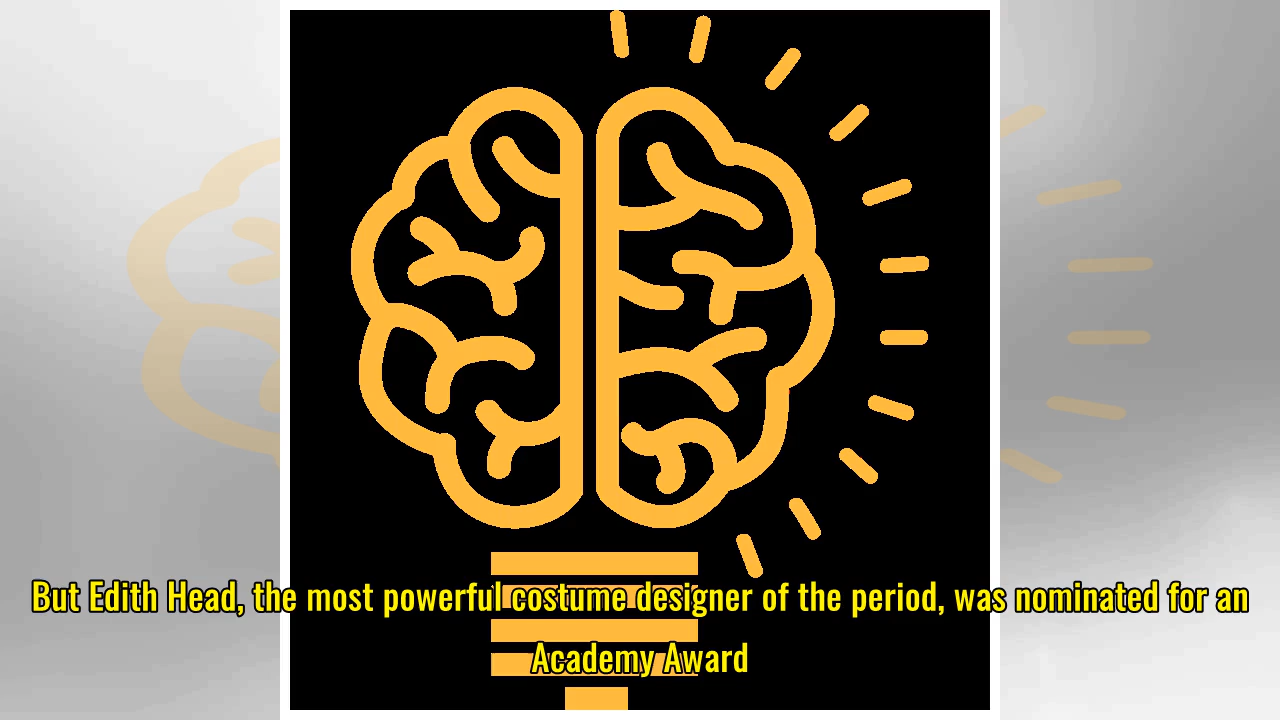 But Edith Head, the most powerful costume designer of the period, was nominated for an
Academy Award